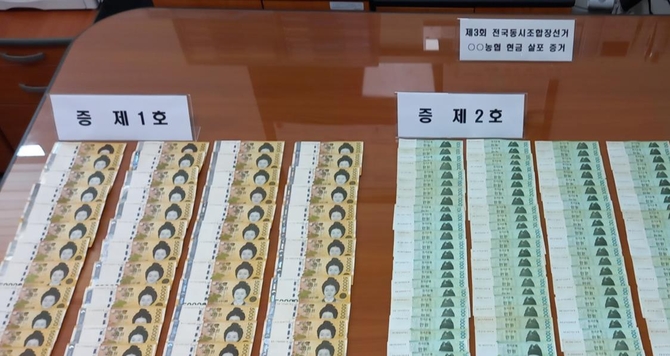 제3회 전국동시조합장선거
○○농협 현금 살포 증거
증 제1호
증 제2호